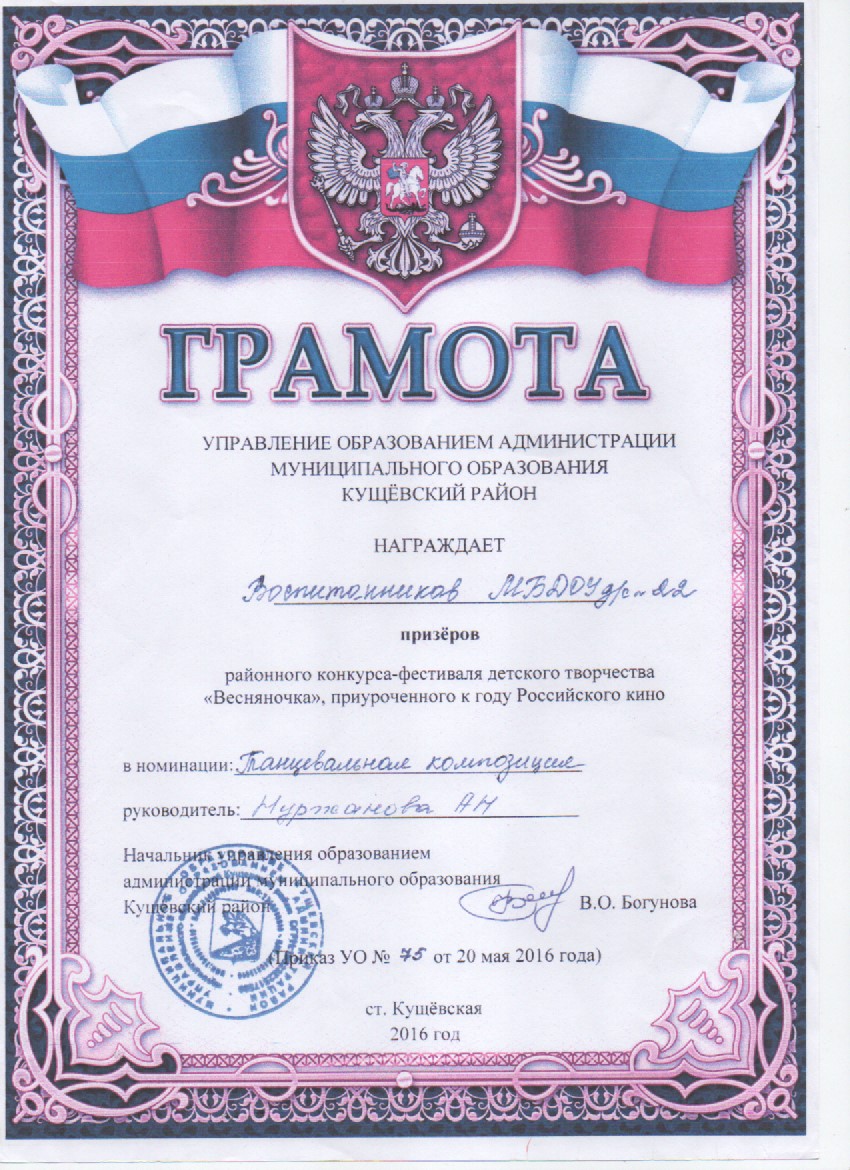 ГРАМОТА
УПРАВЛЕНИЕ ОБРАЗОВАНИЕМ АДМИНИСТРАЦИИ
МУНИЦИПАЛЬНОГО ОБРАЗОВАНИЯ
КУЩЁВСКИЙ РАЙОН
НАГРАЖДАЕТ
Воспитанников МБДОУ д/с № 22
призёров
районного конкурса-фестиваля детского творчества
«Весняночка», приуроченного к году Российского кино
в номинации: Танцевальная композиция
руководитель: Нуржанова АН
Начальник управления образованием
администрации муниципального образования
Кущёвский район В.О. Богунова
(Приказ УО № 75 от 20 мая 2016 года)
ст. Кущёвская
2016 год